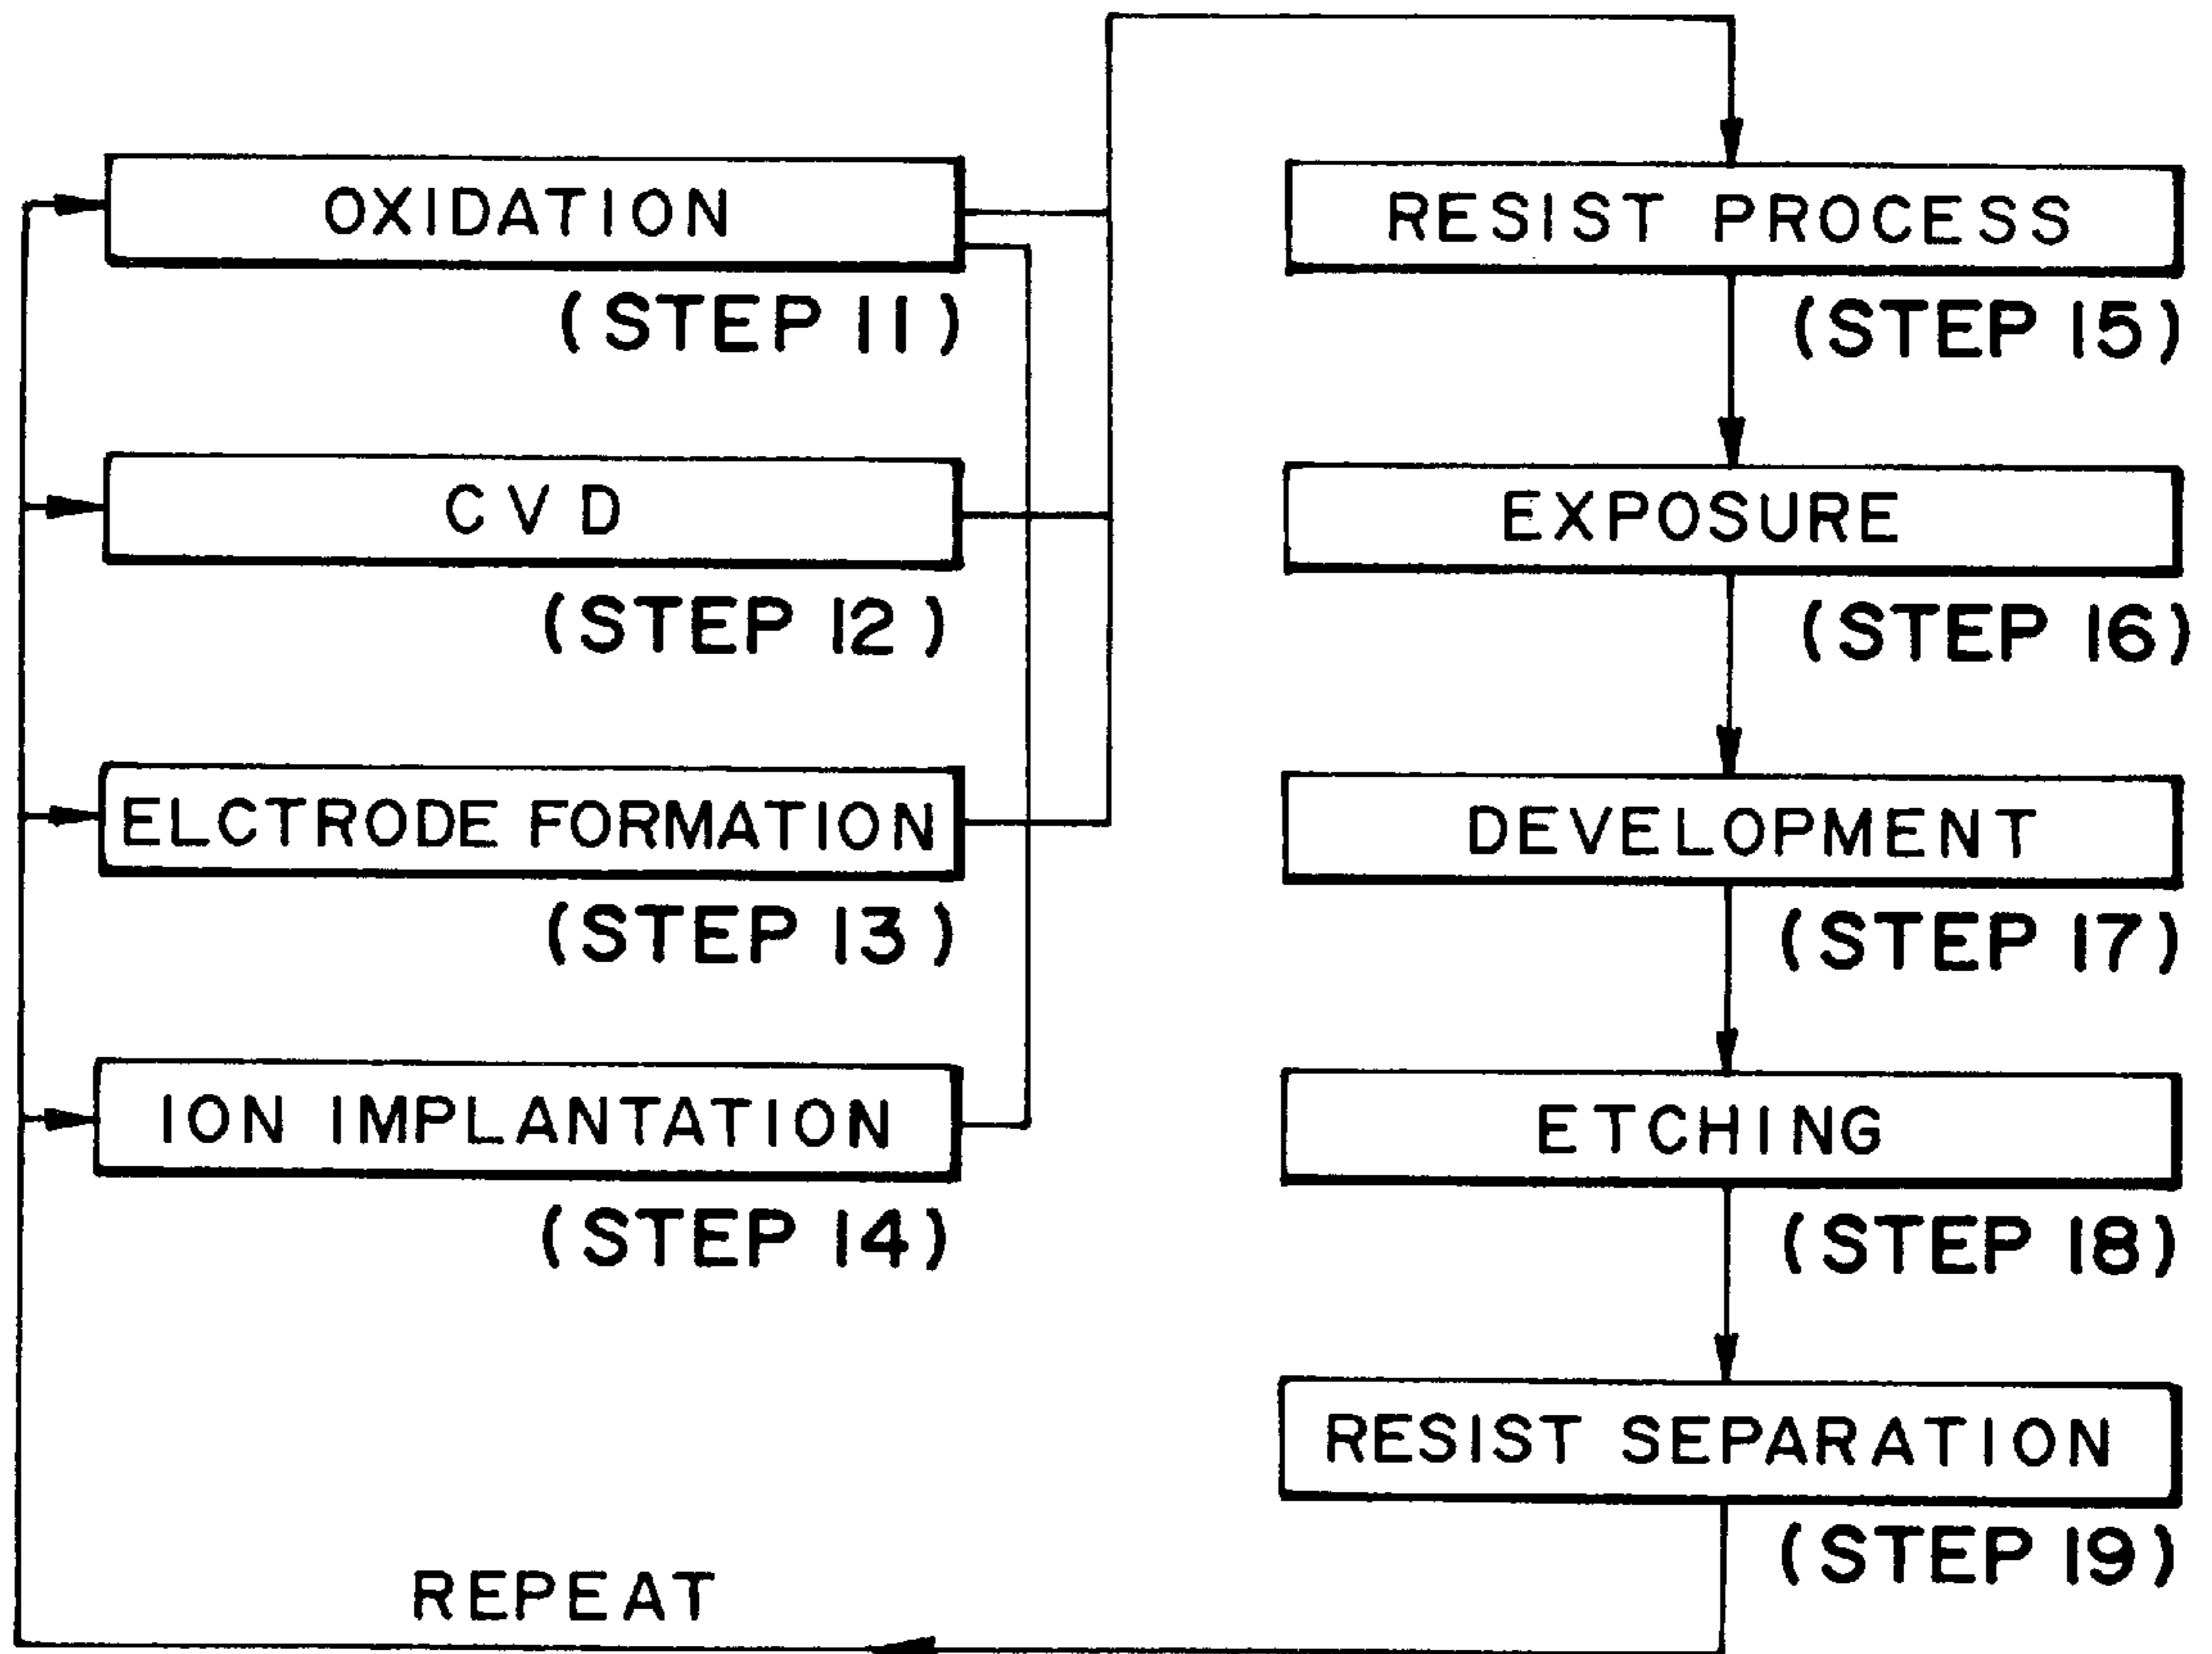 OXIDATION
(STEP 11)
CVD
(STEP 12)
ELCTRODE FORMATION
(STEP 13)
ION IMPLANTATION
(STEP 14)
RESIST PROCESS
(STEP 15)
EXPOSURE
(STEP 16)
DEVELOPMENT
(STEP 17)
ETCHING
(STEP 18)
RESIST SEPARATION
(STEP 19)
REPEAT